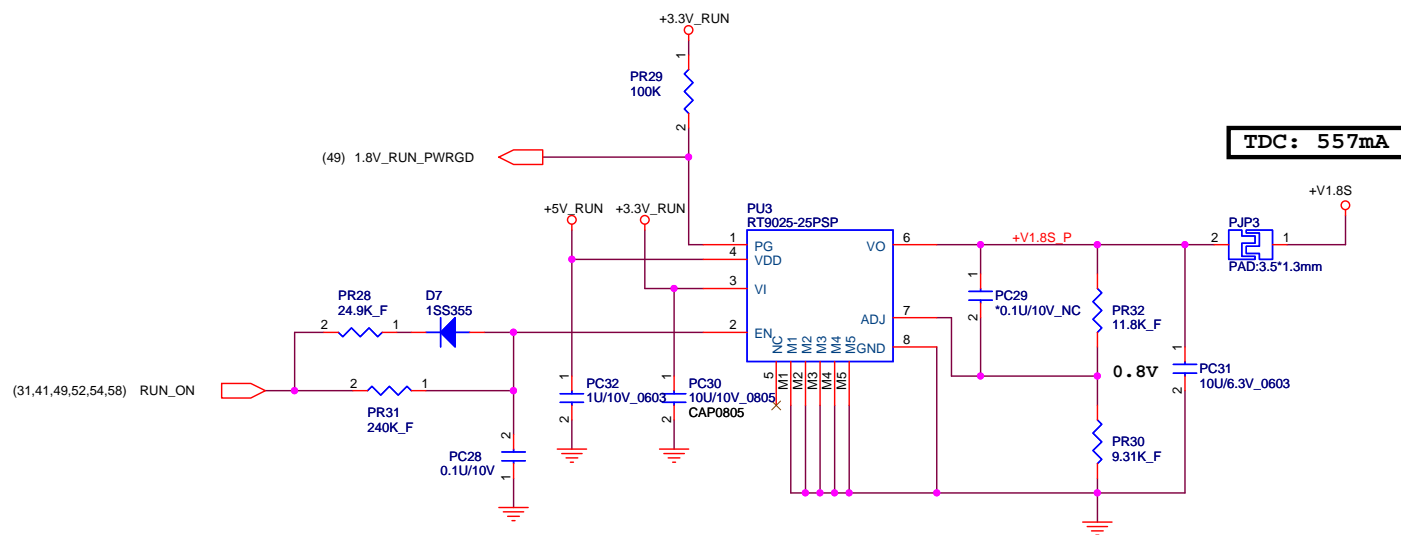 +3.3V_RUN
1
PR29
100K
2
TDC: 557mA
(49) 1.8V_RUN_PWRGD
+V1.8S
+5V_RUN
+3.3V_RUN
PU3
RT9025-25PSP
PJP3
1
PG
VO
6
+V1.8S_P
2
1
4
VDD
PAD:3.5*1.3mm
3
VI
1
PC29
*0.1U/10V_NC
2
PR32
11.8K_F
PR28
24.9K_F
D7
1SS355
ADJ
7
2
1
2
EN
GND
8
NC
M1
M2
M3
M4
M5
1
PC31
10U/6.3V_0603
2
0.8V
5
M1
M2
M3
M4
M5
(31,41,49,52,54,58) RUN_ON
2
1
PR31
240K_F
1
PC32
1U/10V_0603
2
1
PC30
10U/10V_0805
CAP0805
2
PR30
9.31K_F
2
PC28
0.1U/10V
1